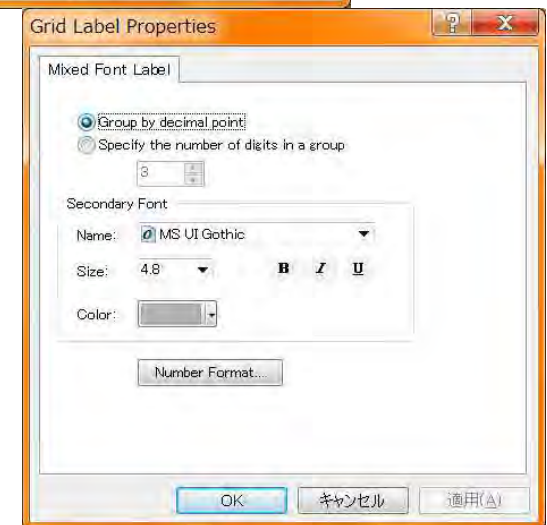 Grid Label Properties
Mixed Font Label
Group by decimal point
Specify the number of digits in a group
3
Secondary Font
Name: MS UI Gothic
Size: 4.8 B I U
Color:
Number Format....
OK キャンセル 適用(A)